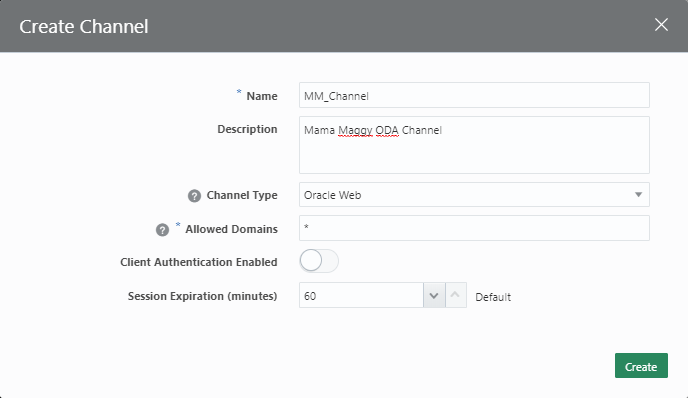 Create Channel
* Name
MM_Channel
Description
Mama Maggy ODA Channel
? Channel Type
Oracle Web
? * Allowed Domains
*
Client Authentication Enabled
Session Expiration (minutes)
60
Default
Create